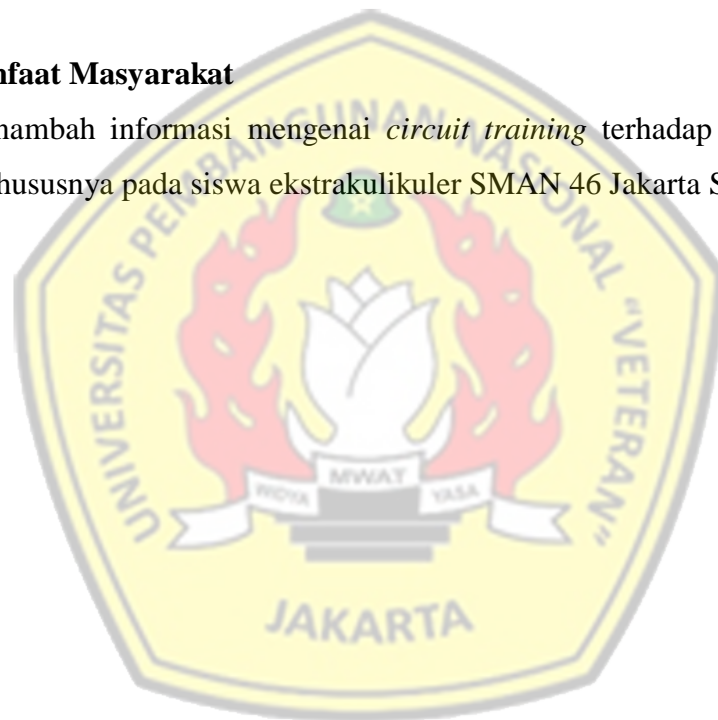 nfaat Masyarakat
nambah informasi mengenai circuit training terhadap
hususnya pada siswa ekstrakulikuler SMAN 46 Jakarta S
UNIVERSITAS PEMBANGUNAN NASIONAL "VETERAN"
WIDYA MWAT YASA
JAKARTA